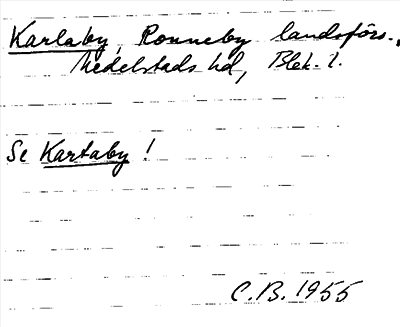 Karlaby, Ronneby landsförs.,
Medelstads hd, Blek. l.
Se Kartaby!
C.B. 1955